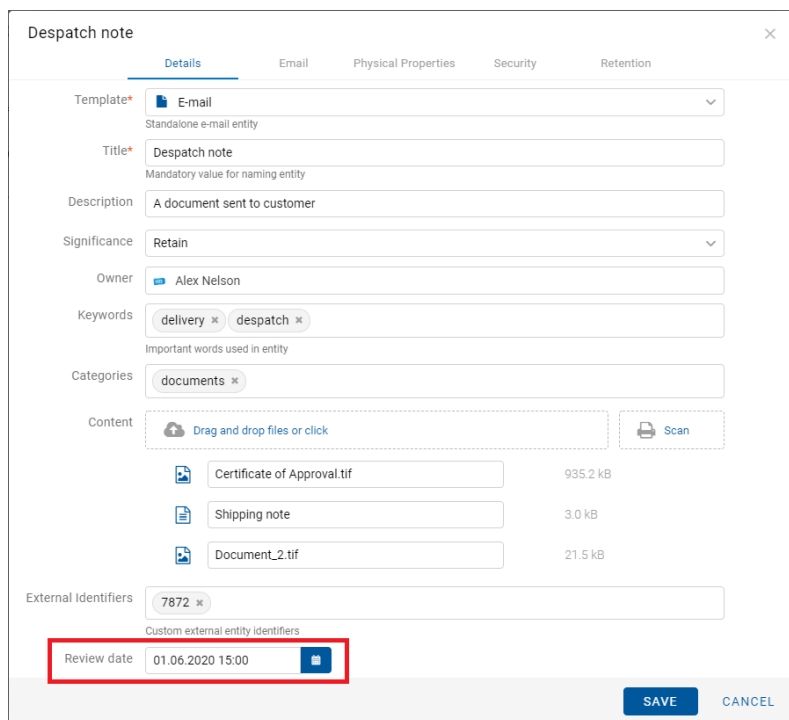 Despatch note
Details Email Physical Properties Security Retention
Template* E-mail
Standalone e-mail entity
Title* Despatch note
Mandatory value for naming entity
Description A document sent to customer
Significance Retain
Owner Alex Nelson
Keywords delivery × despatch ×
Important words used in entity
Categories documents ×
Content Drag and drop files or click Scan
Certificate of Approval.tif 935.2 kB
Shipping note 3.0 kB
Document_2.tif 21.5 kB
External Identifiers 7872 ×
Custom external entity identifiers
Review date 01.06.2020 15:00
SAVE CANCEL